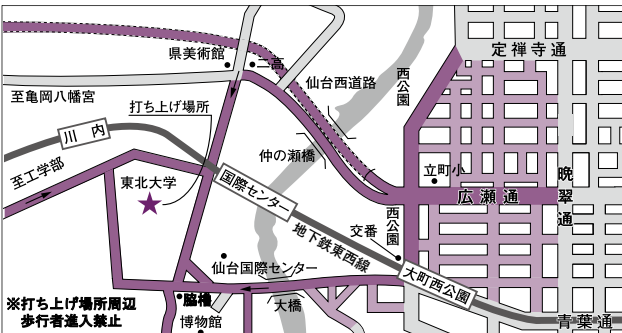 定禅寺通
県美術館
二高
西公園
仙台西道路
至亀岡八幡宮
打ち上げ場所
川内
仲の瀬橋
立町小
晩翠通
至工学部
東北大学
国際センター
広瀬通
西公園
交番
地下鉄東西線
仙台国際センター
大町西公園
脇橋
大橋
※打ち上げ場所周辺
歩行者進入禁止
博物館
青葉通